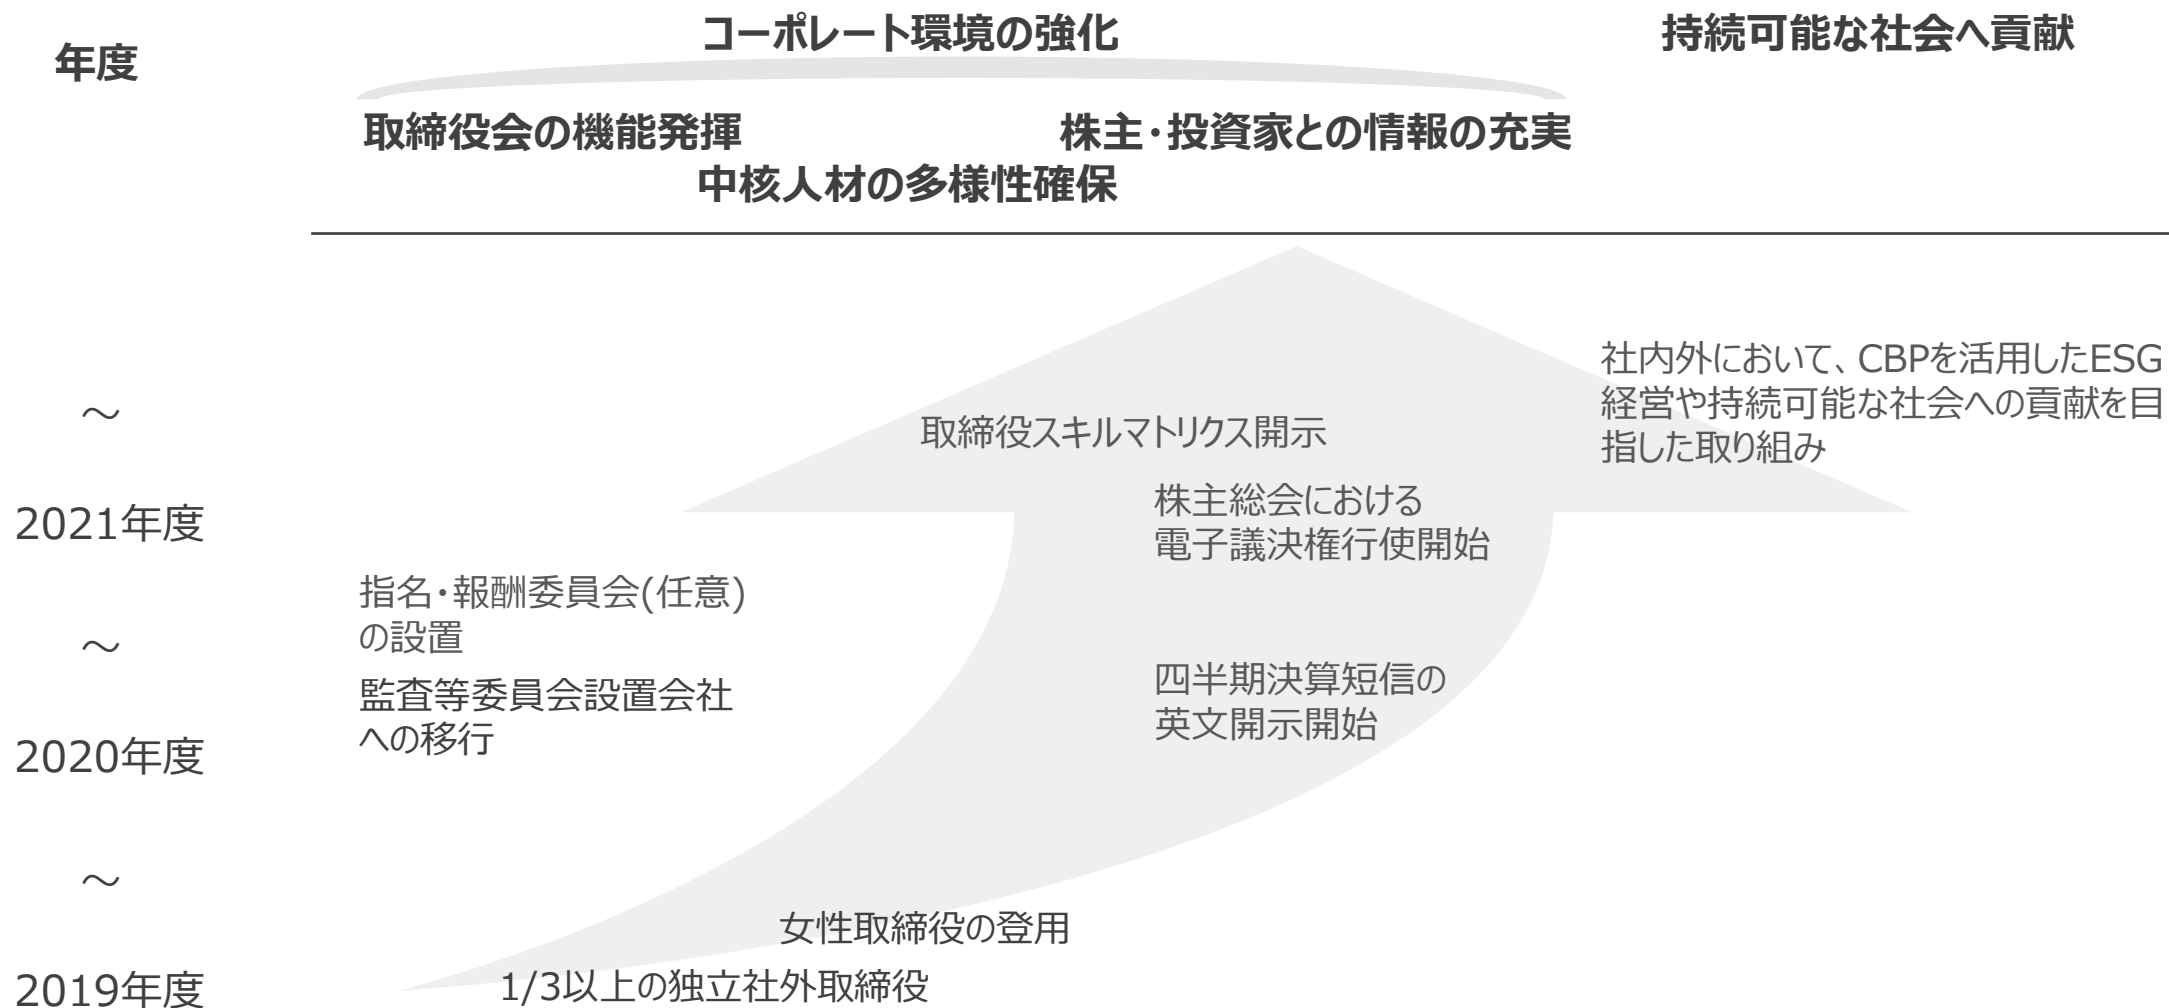 年度
コーポレート環境の強化
持続可能な社会へ貢献
取締役会の機能発揮
株主・投資家との情報の充実
中核人材の多様性確保
社内外において、CBPを活用したESG
経営や持続可能な社会への貢献を目
指した取り組み
～
取締役スキルマトリクス開示
株主総会における
電子議決権行使開始
2021年度
指名・報酬委員会(任意)
の設置
～
監査等委員会設置会社
への移行
四半期決算短信の
英文開示開始
2020年度
～
女性取締役の登用
2019年度
1/3以上の独立社外取締役